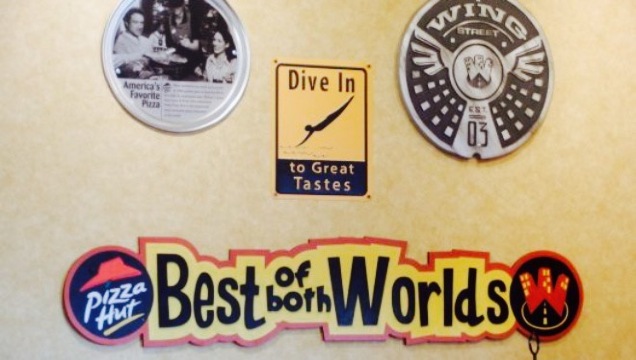 America's
Favorite
Pizza
Dive In
to Great
Tastes
WING
STREET
W
EST.
03
Pizza
Hut
Best of both Worlds
W